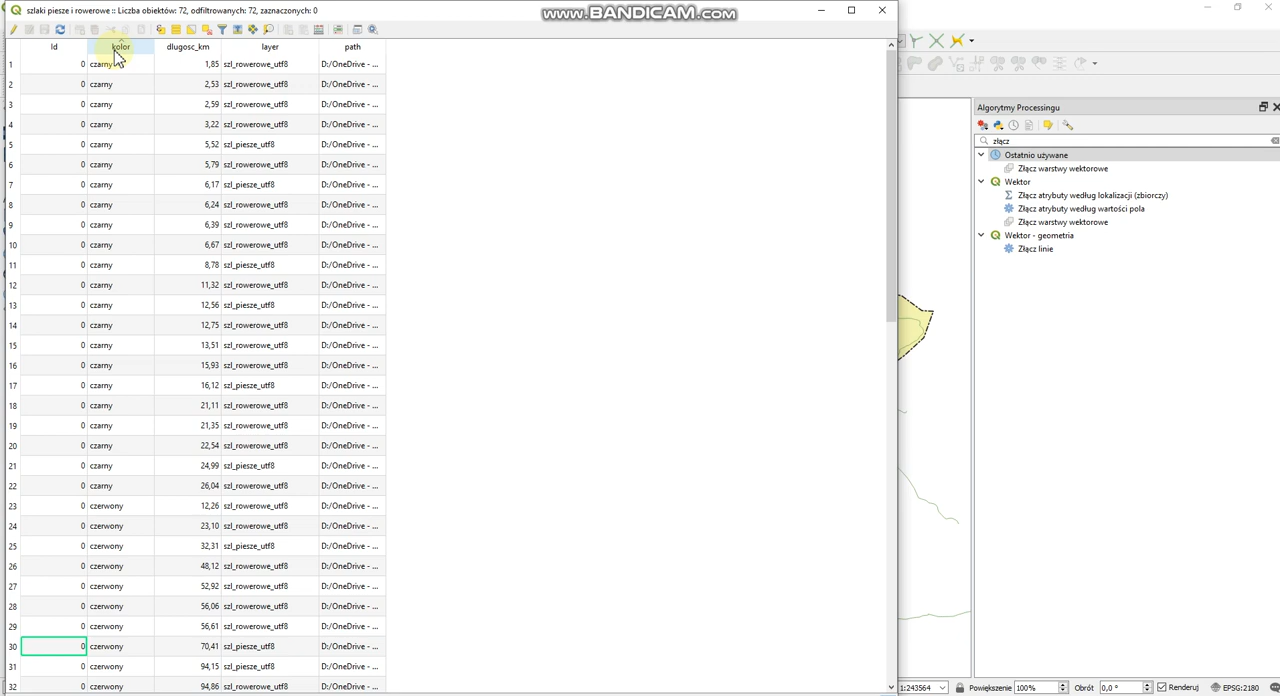 szlaki piesze i rowerowe :: Liczba obiektów: 72, odfiltrowanych: 72, zaznaczonych: 0
www.BANDICAM.com
Id kolor dlugosc_km layer path
1 0 czarny 1,85 szl_rowerowe_utf8 D:/OneDrive - ...
2 0 czarny 2,53 szl_rowerowe_utf8 D:/OneDrive - ...
3 0 czarny 2,59 szl_rowerowe_utf8 D:/OneDrive - ...
4 0 czarny 3,22 szl_rowerowe_utf8 D:/OneDrive - ...
5 0 czarny 5,52 szl_piesze_utf8 D:/OneDrive - ...
6 0 czarny 5,79 szl_rowerowe_utf8 D:/OneDrive - ...
7 0 czarny 6,17 szl_piesze_utf8 D:/OneDrive - ...
8 0 czarny 6,24 szl_rowerowe_utf8 D:/OneDrive - ...
9 0 czarny 6,39 szl_rowerowe_utf8 D:/OneDrive - ...
10 0 czarny 6,67 szl_rowerowe_utf8 D:/OneDrive - ...
11 0 czarny 8,78 szl_piesze_utf8 D:/OneDrive - ...
12 0 czarny 11,32 szl_rowerowe_utf8 D:/OneDrive - ...
13 0 czarny 12,56 szl_piesze_utf8 D:/OneDrive - ...
14 0 czarny 12,75 szl_rowerowe_utf8 D:/OneDrive - ...
15 0 czarny 13,51 szl_rowerowe_utf8 D:/OneDrive - ...
16 0 czarny 15,93 szl_rowerowe_utf8 D:/OneDrive - ...
17 0 czarny 16,12 szl_piesze_utf8 D:/OneDrive - ...
18 0 czarny 21,11 szl_rowerowe_utf8 D:/OneDrive - ...
19 0 czarny 21,35 szl_rowerowe_utf8 D:/OneDrive - ...
20 0 czarny 22,54 szl_rowerowe_utf8 D:/OneDrive - ...
21 0 czarny 24,99 szl_piesze_utf8 D:/OneDrive - ...
22 0 czarny 26,04 szl_rowerowe_utf8 D:/OneDrive - ...
23 0 czerwony 12,26 szl_rowerowe_utf8 D:/OneDrive - ...
24 0 czerwony 23,10 szl_rowerowe_utf8 D:/OneDrive - ...
25 0 czerwony 32,31 szl_piesze_utf8 D:/OneDrive - ...
26 0 czerwony 48,12 szl_rowerowe_utf8 D:/OneDrive - ...
27 0 czerwony 52,92 szl_rowerowe_utf8 D:/OneDrive - ...
28 0 czerwony 56,06 szl_rowerowe_utf8 D:/OneDrive - ...
29 0 czerwony 56,61 szl_rowerowe_utf8 D:/OneDrive - ...
30 0 czerwony 70,41 szl_piesze_utf8 D:/OneDrive - ...
31 0 czerwony 94,15 szl_rowerowe_utf8 D:/OneDrive - ...
32 0 czerwony 94,86 szl_rowerowe_utf8 D:/OneDrive - ...
Algorytmy Processingu
złącz
Ostatnio używane
Złącz warstwy wektorowe
Wektor
Złącz atrybuty według lokalizacji (zbiorczy)
Złącz atrybuty według wartości pola
Złącz warstwy wektorowe
Wektor - geometria
Złącz linie
1:243564 Powiększenie 100% Obrót 0,0 ° Renderuj EPSG:2180